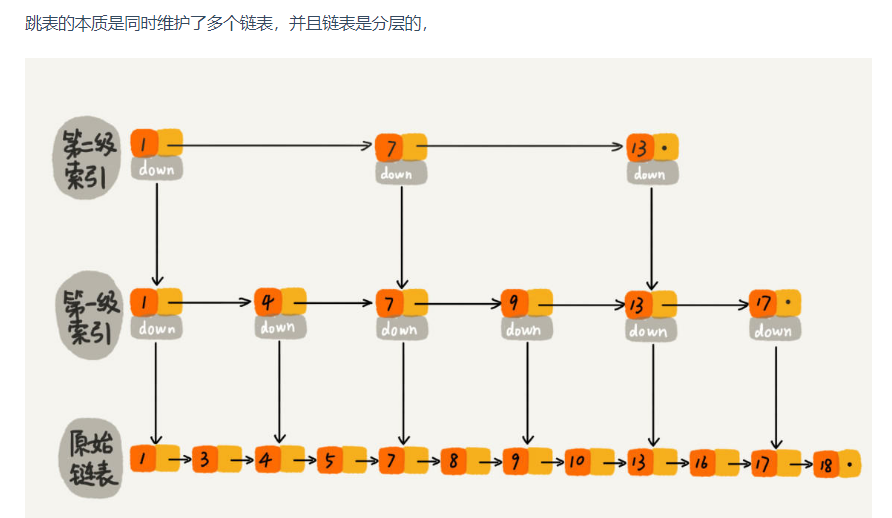 跳表的本质是同时维护了多个链表，并且链表是分层的，
第二级
索引
1 7 13
down down down
第一级
索引
1 4 7 9 13 17
down down down down down down
原始
链表
1 3 4 5 7 8 9 10 13 16 17 18